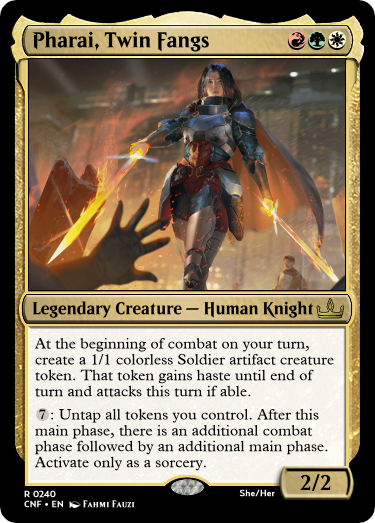 Pharai, Twin Fangs
Legendary Creature — Human Knight
At the beginning of combat on your turn,
create a 1/1 colorless Soldier artifact creature
token. That token gains haste until end of
turn and attacks this turn if able.
7: Untap all tokens you control. After this
main phase, there is an additional combat
phase followed by an additional main phase.
Activate only as a sorcery.
2/2
R 0240
She/Her
CNF • EN Fahmi Fauzi